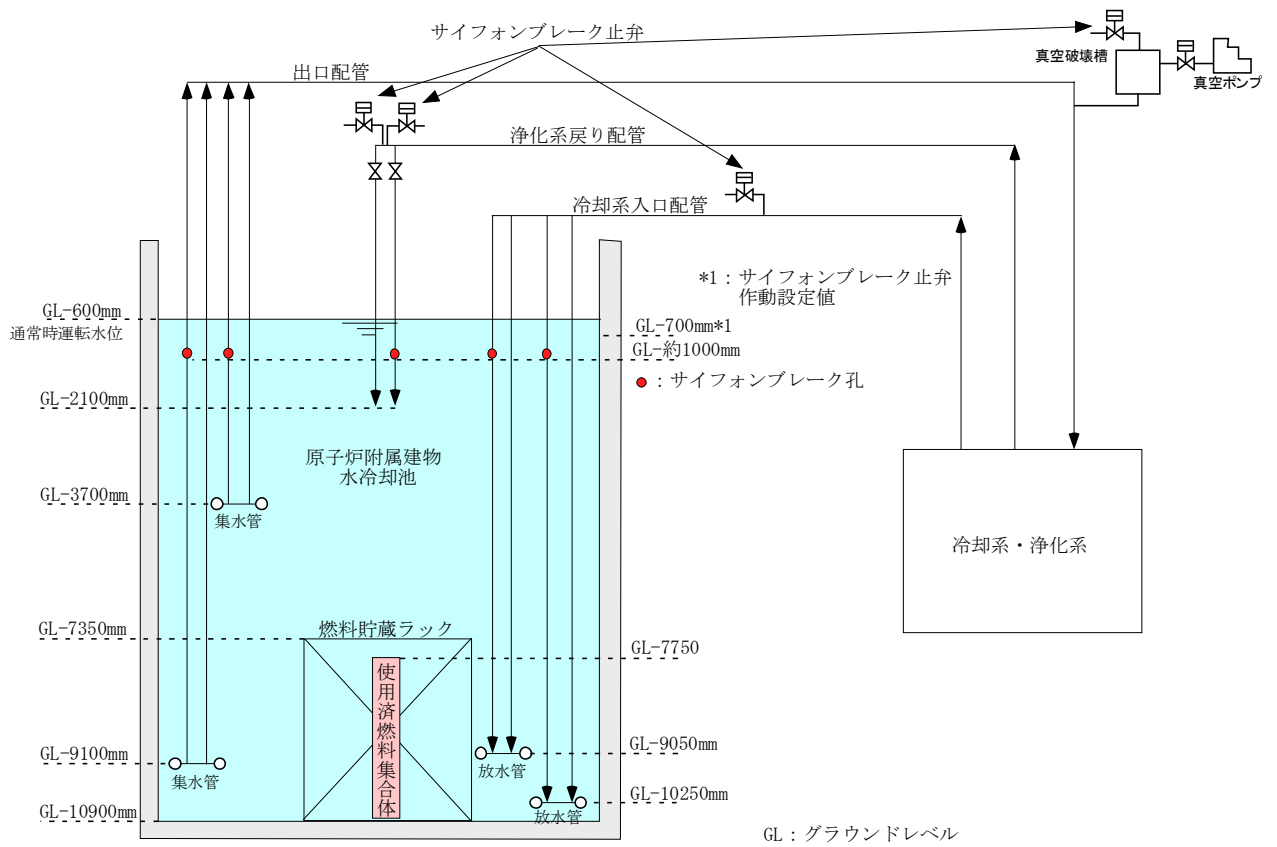 サイフォンブレーク止弁
真空破壊槽
真空ポンプ
出口配管
浄化系戻り配管
冷却系入口配管
*1：サイフォンブレーク止弁
作動設定値
GL-600mm
通常時運転水位
GL-700mm*1
GL-約1000mm
：サイフォンブレーク孔
GL-2100mm
原子炉附属建物
水冷却池
GL-3700mm
集水管
冷却系・浄化系
GL-7350mm
燃料貯蔵ラック
GL-7750
使用済燃料集合体
GL-9100mm
集水管
GL-9050mm
放水管
GL-10250mm
放水管
GL-10900mm
GL：グラウンドレベル